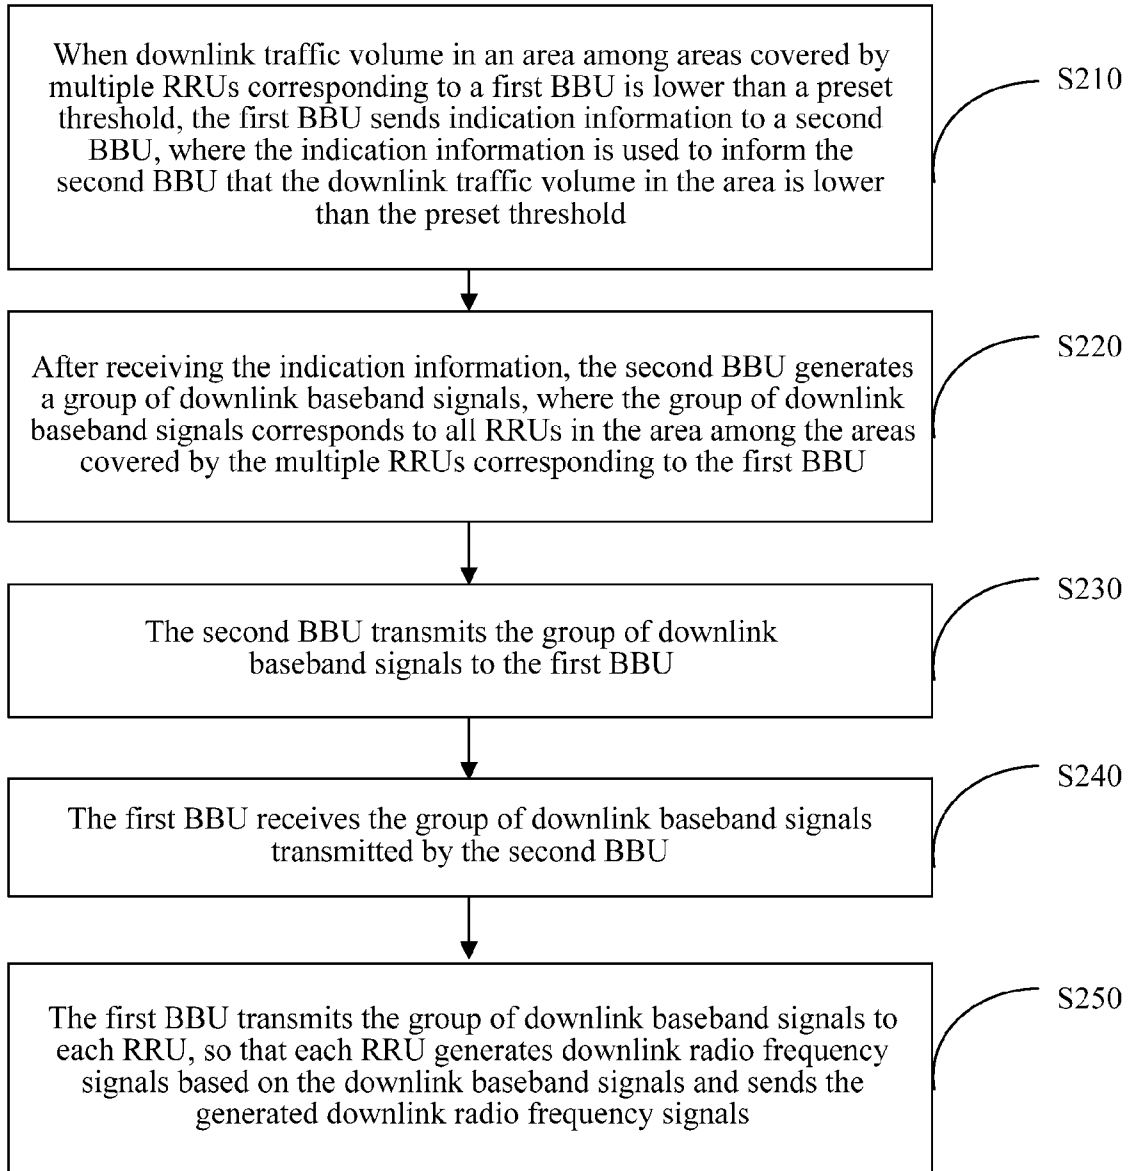 When downlink traffic volume in an area among areas covered by
multiple RRUs corresponding to a first BBU is lower than a preset
threshold, the first BBU sends indication information to a second
BBU, where the indication information is used to inform the
second BBU that the downlink traffic volume in the area is lower
than the preset threshold
S210
After receiving the indication information, the second BBU generates
a group of downlink baseband signals, where the group of downlink
baseband signals corresponds to all RRUs in the area among the areas
covered by the multiple RRUs corresponding to the first BBU
S220
The second BBU transmits the group of downlink
baseband signals to the first BBU
S230
The first BBU receives the group of downlink baseband signals
transmitted by the second BBU
S240
The first BBU transmits the group of downlink baseband signals to
each RRU, so that each RRU generates downlink radio frequency
signals based on the downlink baseband signals and sends the
generated downlink radio frequency signals
S250